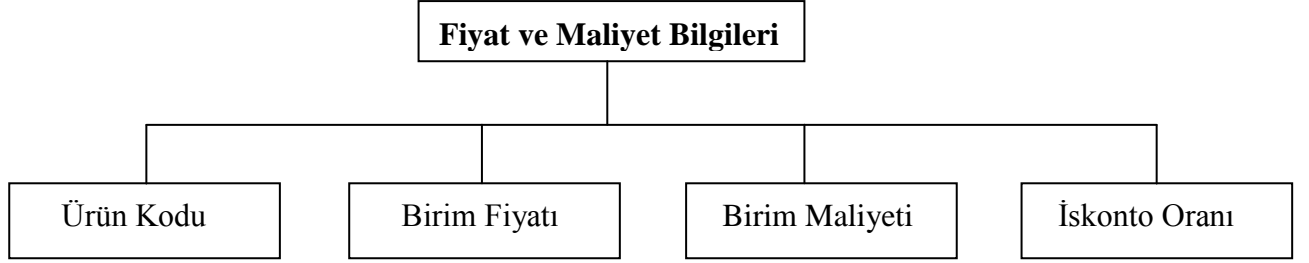 Fiyat ve Maliyet Bilgileri
Ürün Kodu
Birim Fiyatı
Birim Maliyeti
İskonto Oranı